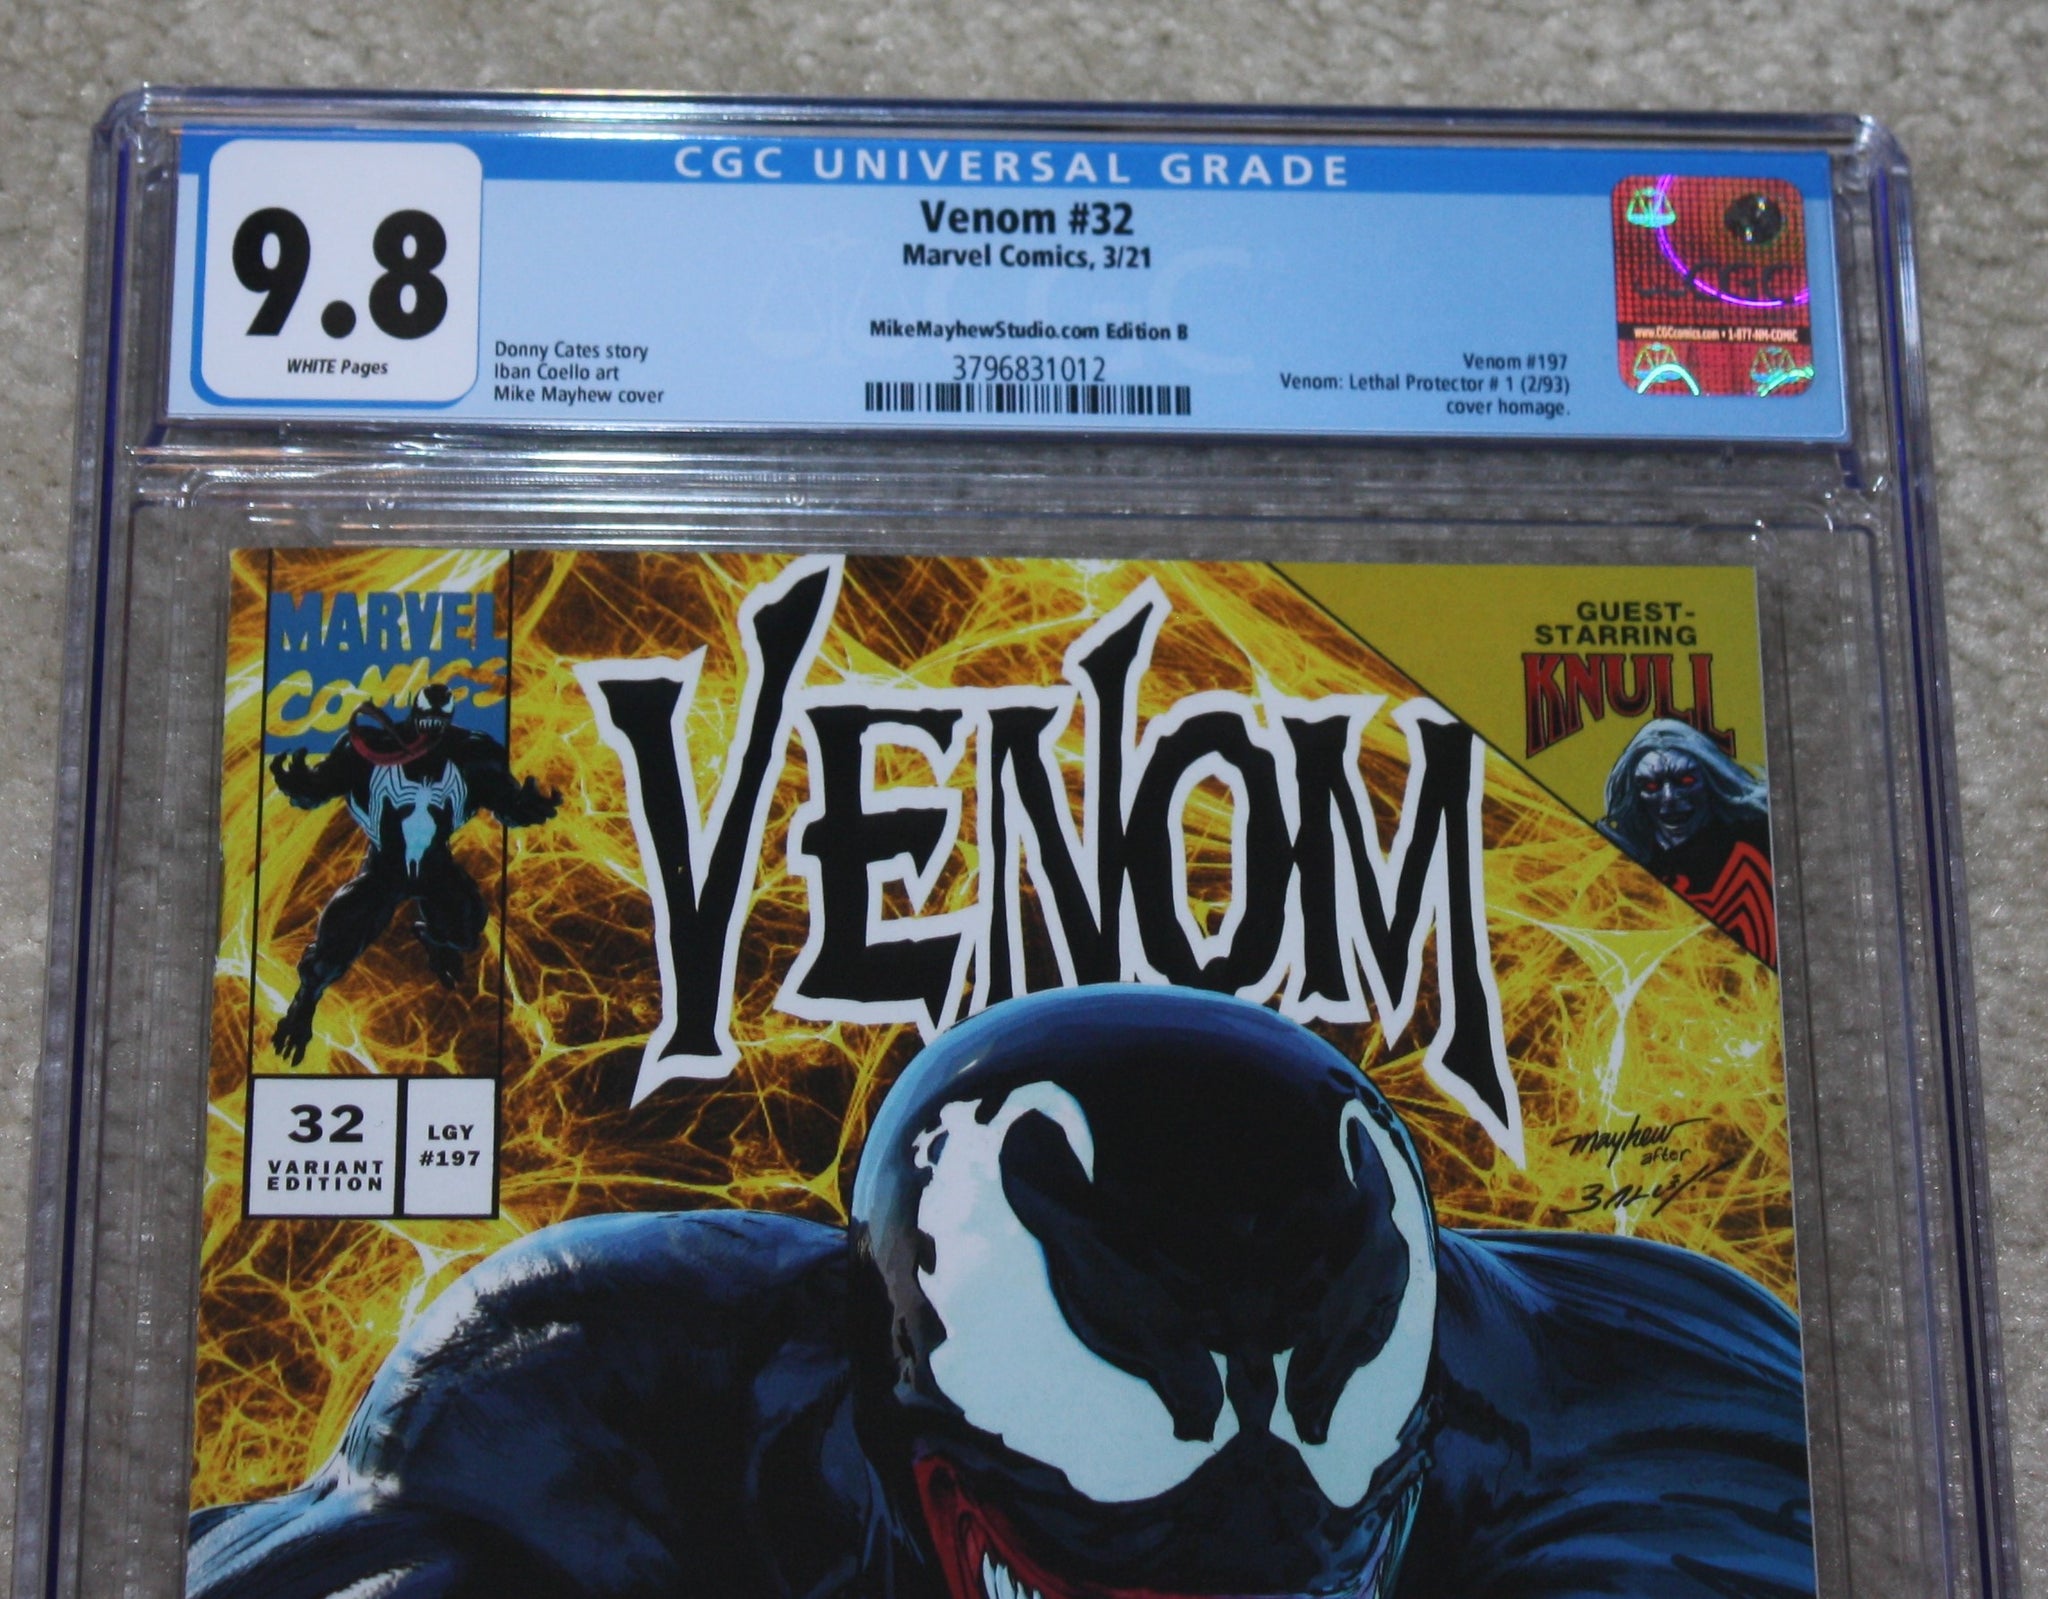 CGC UNIVERSAL GRADE
9.8
WHITE Pages
Venom #32
Marvel Comics, 3/21
MikeMayhewStudio.com Edition B
3796831012
Donny Cates story
Iban Coello art
Mike Mayhew cover
Venom #197
Venom: Lethal Protector # 1 (2/93)
cover homage.
CGC
www.CGCcomics.com • 1-877-NM-COMIC
MARVEL
COMICS
VENOM
GUEST-
STARRING
KNULL
32
VARIANT
EDITION
LGY
#197
mayhew
after
BAGLEY